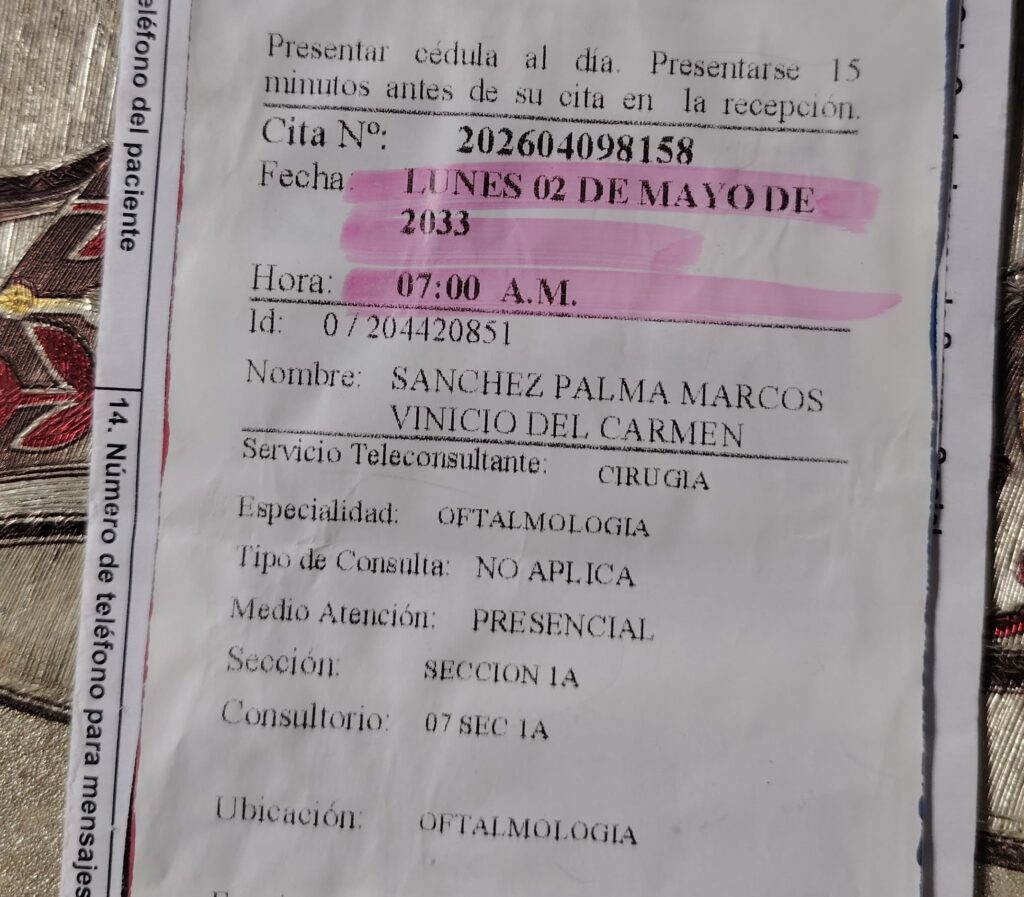 Presentar cédula al día. Presentarse 15
minutos antes de su cita en la recepción.
Cita Nº: 202604098158
Fecha: LUNES 02 DE MAYO DE
2033
Hora: 07:00 A.M.
Id: 0 / 204420851
Nombre: SANCHEZ PALMA MARCOS
VINICIO DEL CARMEN
Servicio Teleconsultante: CIRUGIA
Especialidad: OFTALMOLOGIA
Tipo de Consulta: NO APLICA
Medio Atención: PRESENCIAL
Sección: SECCION 1A
Consultorio: 07 SEC 1A
Ubicación: OFTALMOLOGIA
eléfono del paciente
14. Número de teléfono para mensajes